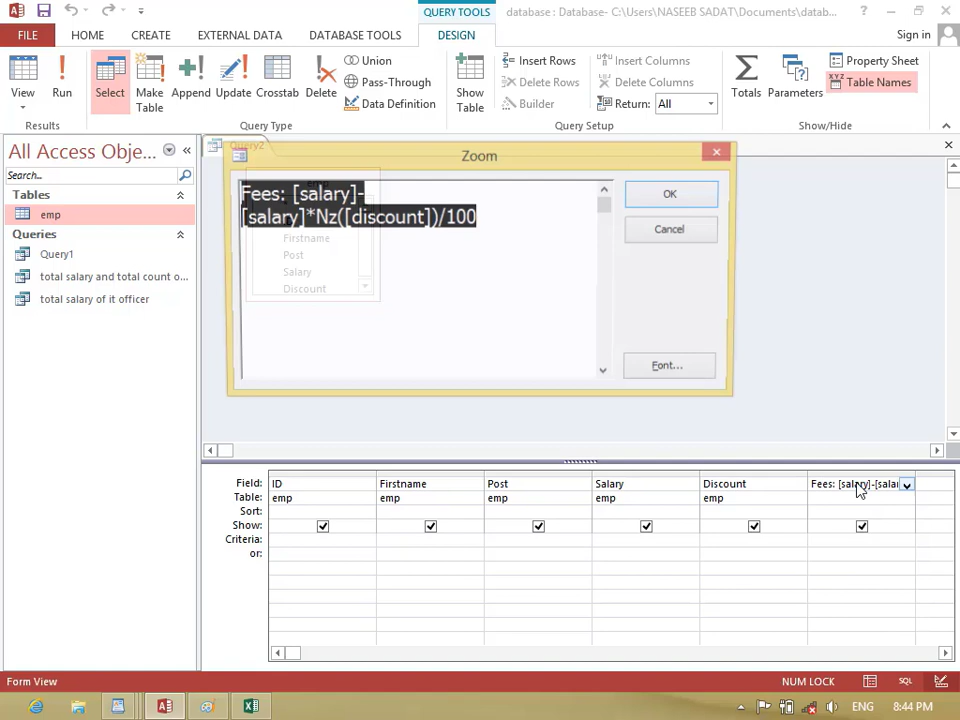 QUERY TOOLS
database : Database- C:\Users\NASEEB SADAT\Documents\datab...
FILE
HOME
CREATE
EXTERNAL DATA
DATABASE TOOLS
DESIGN
Sign in
View
Run
Select
Make Table
Append
Update
Crosstab
Delete
Union
Pass-Through
Data Definition
Show Table
Insert Rows
Delete Rows
Builder
Insert Columns
Delete Columns
Return: All
Totals
Parameters
Property Sheet
Table Names
Results
Query Type
Query Setup
Show/Hide
All Access Obje...
Search...
Tables
emp
Queries
Query1
total salary and total count o...
total salary of it officer
Query2
Zoom
Fees: [salary]-
[salary]*Nz([discount])/100
OK
Cancel
Font...
Firstname
Post
Salary
Discount
Field: ID Firstname Post Salary Discount Fees: [salary]-[salar
Table: emp emp emp emp emp
Sort:
Show:
Criteria:
or:
Form View
NUM LOCK
SQL
ENG
8:44 PM